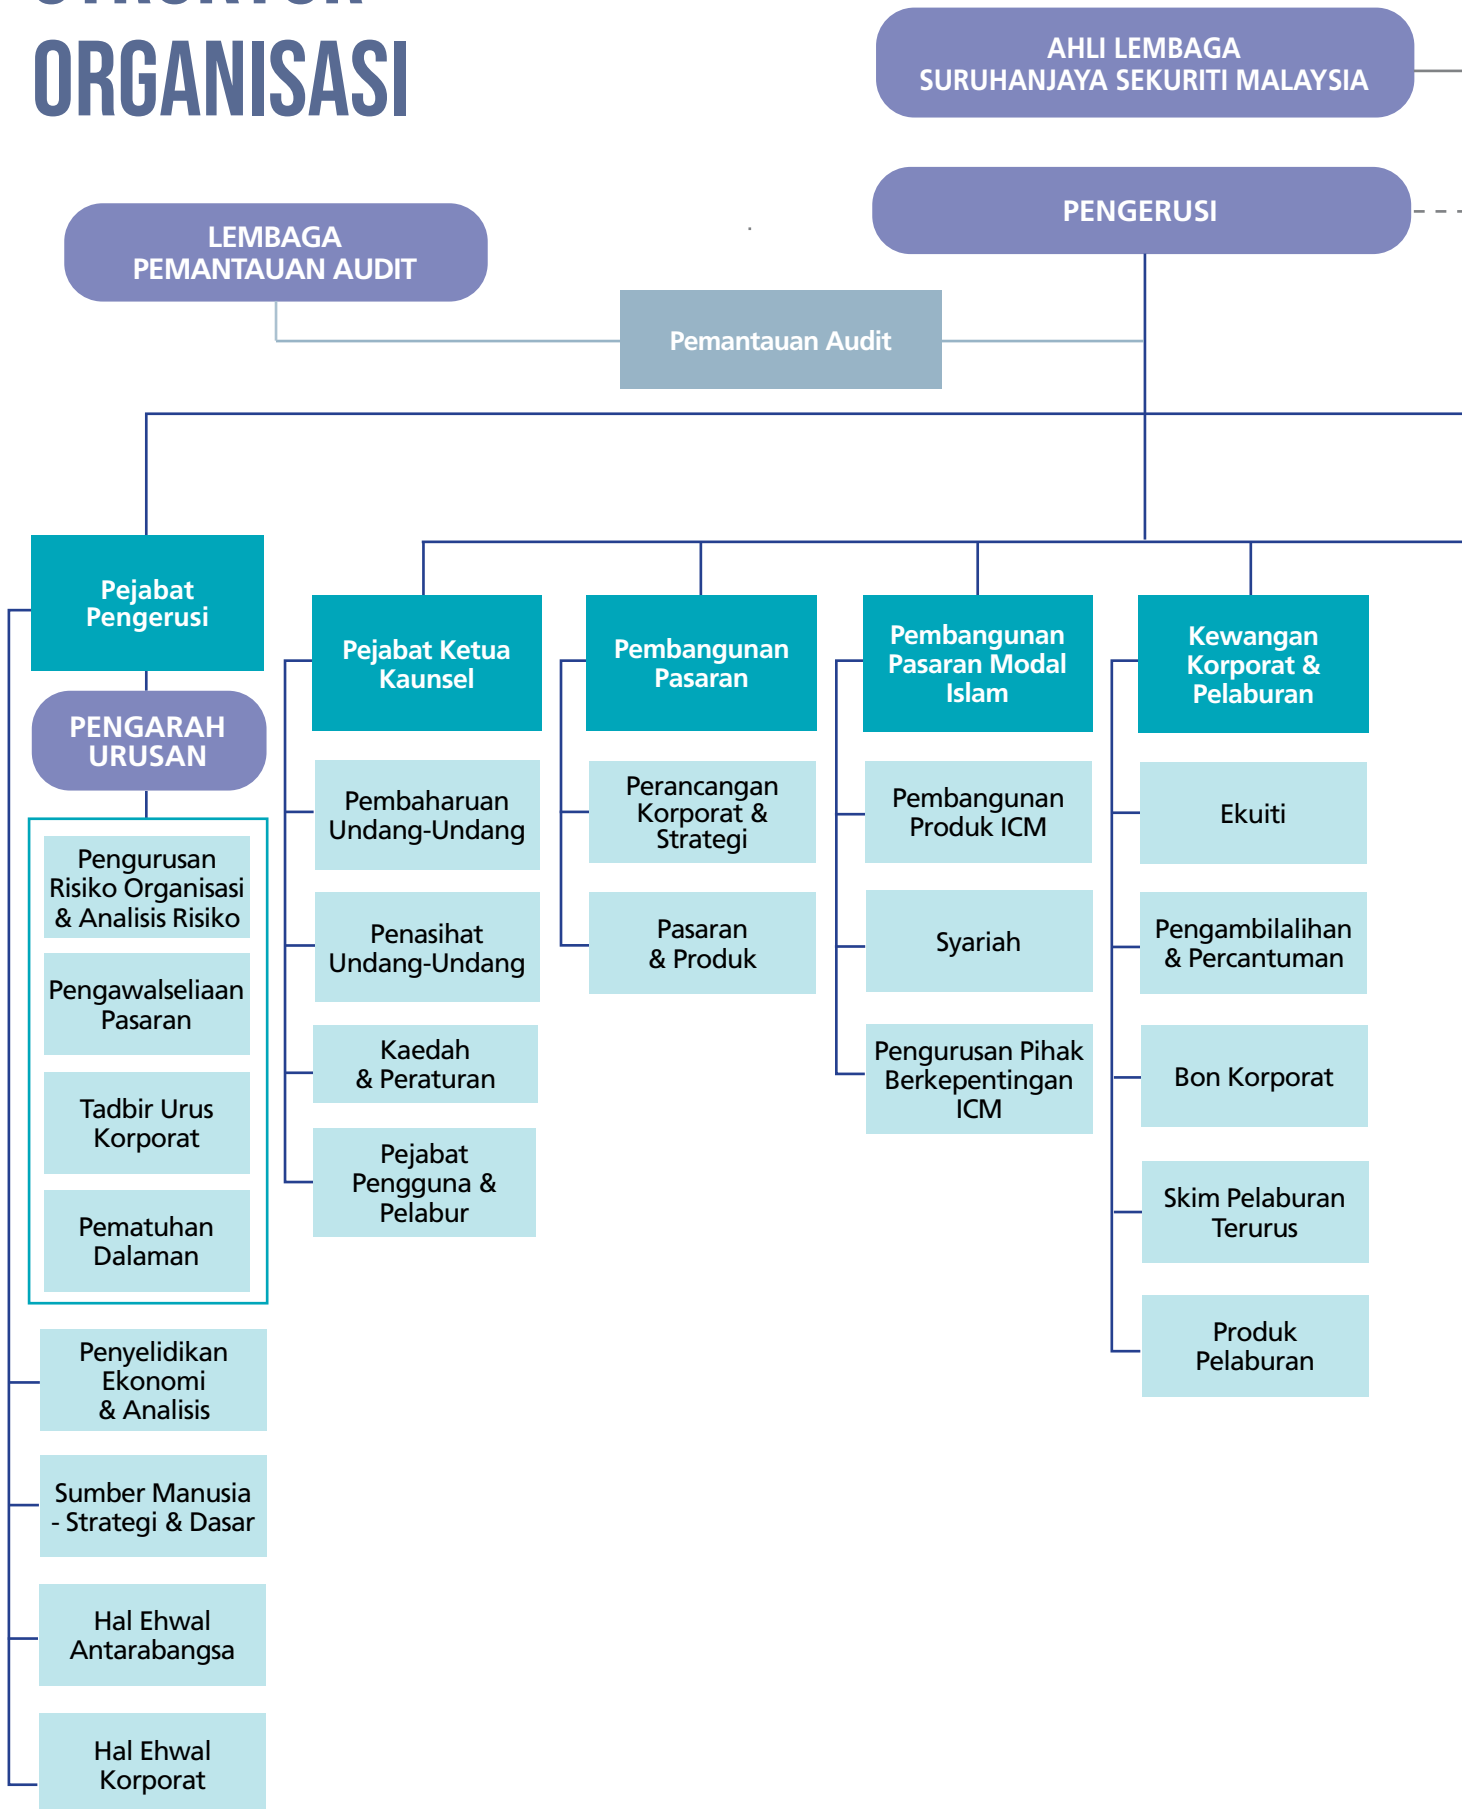 STRUKTUR
ORGANISASI
AHLI LEMBAGA
SURUHANJAYA SEKURITI MALAYSIA
PENGERUSI
LEMBAGA
PEMANTAUAN AUDIT
Pemantauan Audit
Pejabat
Pengerusi
PENGARAH
URUSAN
Pengurusan
Risiko Organisasi
& Analisis Risiko
Pengawalseliaan
Pasaran
Tadbir Urus
Korporat
Pematuhan
Dalaman
Penyelidikan
Ekonomi
& Analisis
Sumber Manusia
- Strategi & Dasar
Hal Ehwal
Antarabangsa
Hal Ehwal
Korporat
Pejabat Ketua
Kaunsel
Pembaharuan
Undang-Undang
Penasihat
Undang-Undang
Kaedah
& Peraturan
Pejabat
Pengguna &
Pelabur
Pembangunan
Pasaran
Perancangan
Korporat &
Strategi
Pasaran
& Produk
Pembangunan
Pasaran Modal
Islam
Pembangunan
Produk ICM
Syariah
Pengurusan Pihak
Berkepentingan
ICM
Kewangan
Korporat &
Pelaburan
Ekuiti
Pengambilalihan
& Percantuman
Bon Korporat
Skim Pelaburan
Terurus
Produk
Pelaburan